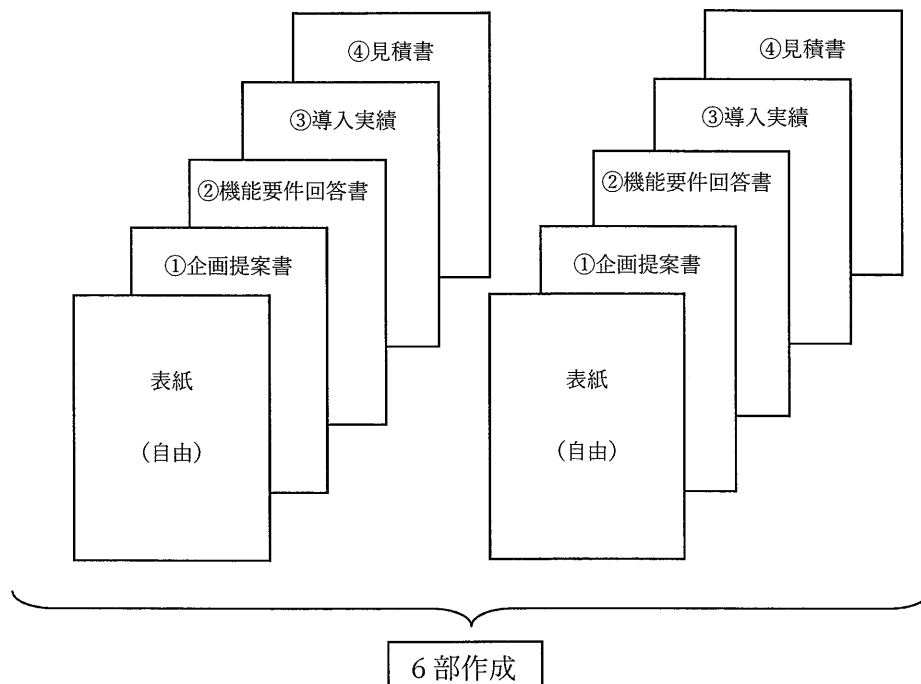 ④見積書
③導入実績
②機能要件回答書
①企画提案書
表紙
（自由）
④見積書
③導入実績
②機能要件回答書
①企画提案書
表紙
（自由）
6部作成